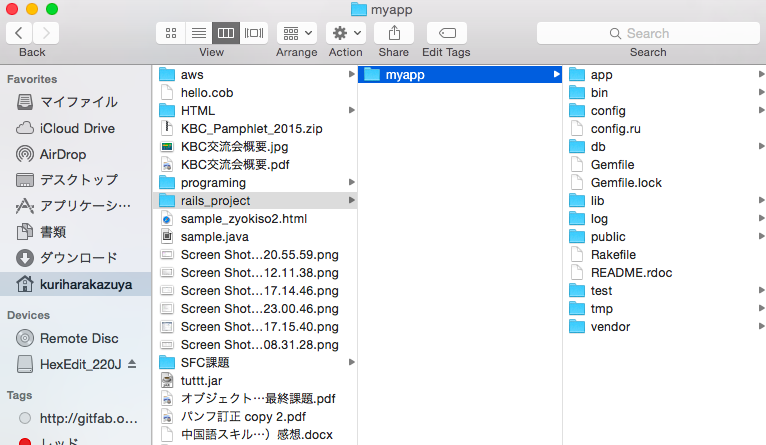 myapp
Back
View
Arrange
Action
Share
Edit Tags
Search
Search
Favorites
マイファイル
iCloud Drive
AirDrop
デスクトップ
アプリケーシ…
書類
ダウンロード
kuriharakazuya
Devices
Remote Disc
HexEdit_220J
Tags
http://gitfab.o…
レッド
aws
hello.cob
HTML
KBC_Pamphlet_2015.zip
KBC交流会概要.jpg
KBC交流会概要.pdf
programing
rails_project
sample_zyokiso2.html
sample.java
Screen Shot…20.55.59.png
Screen Shot…12.11.38.png
Screen Shot…17.14.46.png
Screen Shot…23.00.46.png
Screen Shot…17.15.40.png
Screen Shot…08.31.28.png
SFC課題
tuttt.jar
オブジェクト…最終課題.pdf
パンフ訂正 copy 2.pdf
中国語スキル…）感想.docx
myapp
app
bin
config
config.ru
db
Gemfile
Gemfile.lock
lib
log
public
Rakefile
README.rdoc
test
tmp
vendor